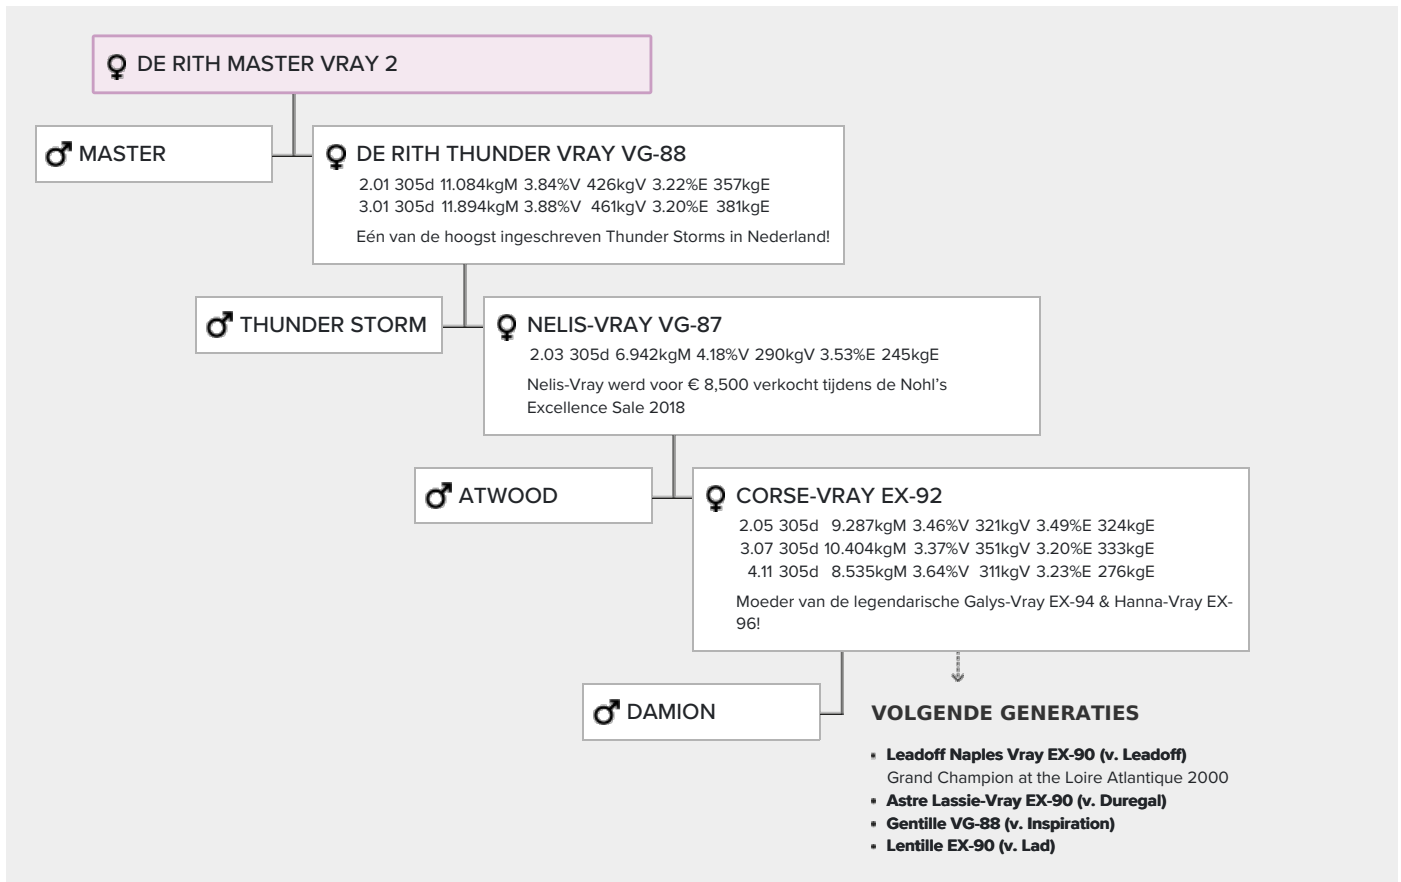 DE RITH MASTER VRAY 2
MASTER
DE RITH THUNDER VRAY VG-88
2.01 305d 11.084kgM 3.84%V 426kgV 3.22%E 357kgE
3.01 305d 11.894kgM 3.88%V 461kgV 3.20%E 381kgE
Eén van de hoogst ingeschreven Thunder Storms in Nederland!
THUNDER STORM
NELIS-VRAY VG-87
2.03 305d 6.942kgM 4.18%V 290kgV 3.53%E 245kgE
Nelis-Vray werd voor € 8,500 verkocht tijdens de Nohl's
Excellence Sale 2018
ATWOOD
CORSE-VRAY EX-92
2.05 305d 9.287kgM 3.46%V 321kgV 3.49%E 324kgE
3.07 305d 10.404kgM 3.37%V 351kgV 3.20%E 333kgE
4.11 305d 8.535kgM 3.64%V 311kgV 3.23%E 276kgE
Moeder van de legendarische Galys-Vray EX-94 & Hanna-Vray EX-
96!
DAMION
VOLGENDE GENERATIES
Leadoff Naples Vray EX-90 (v. Leadoff)
Grand Champion at the Loire Atlantique 2000
Astre Lassie-Vray EX-90 (v. Duregal)
Gentille VG-88 (v. Inspiration)
Lentille EX-90 (v. Lad)